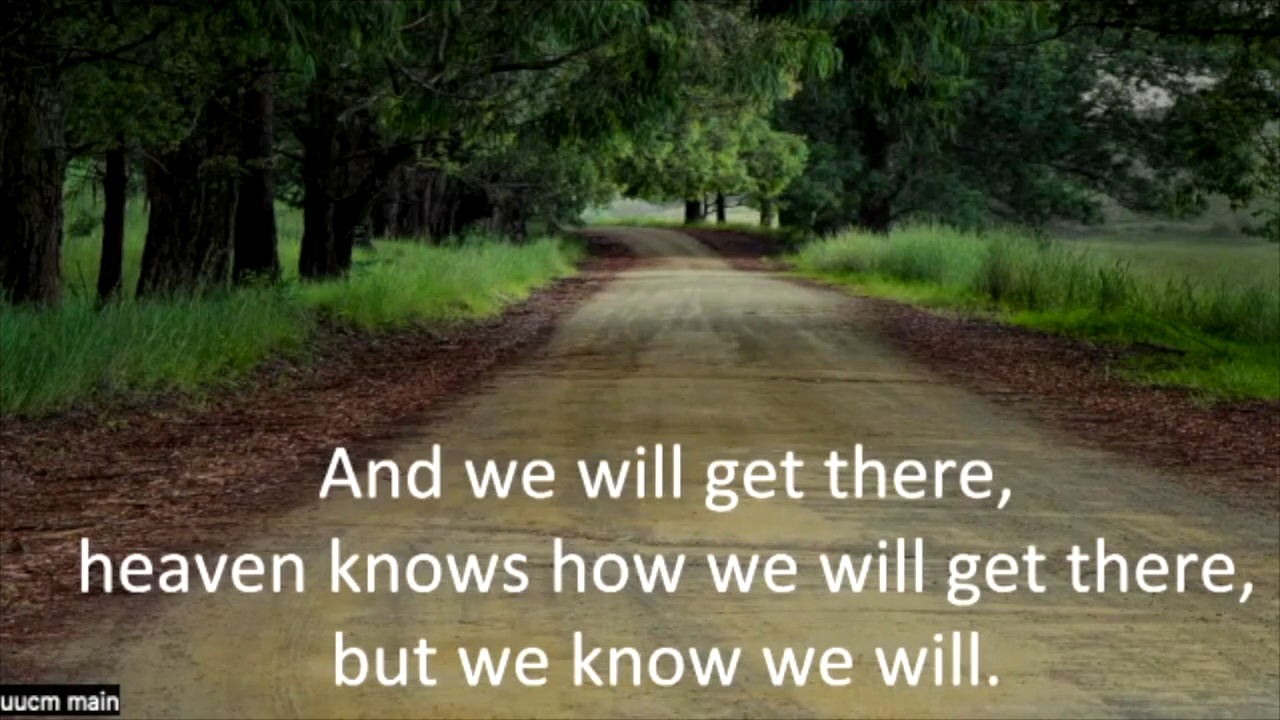 And we will get there,
heaven knows how we will get there,
but we know we will.
uucm main